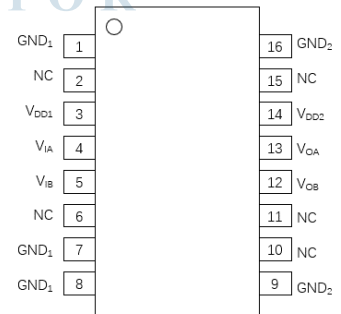 GND₁ 1 16 GND₂
NC 2 15 NC
VDD1 3 14 VDD2
VIA 4 13 VOA
VIB 5 12 VOB
NC 6 11 NC
GND₁ 7 10 NC
GND₁ 8 9 GND₂